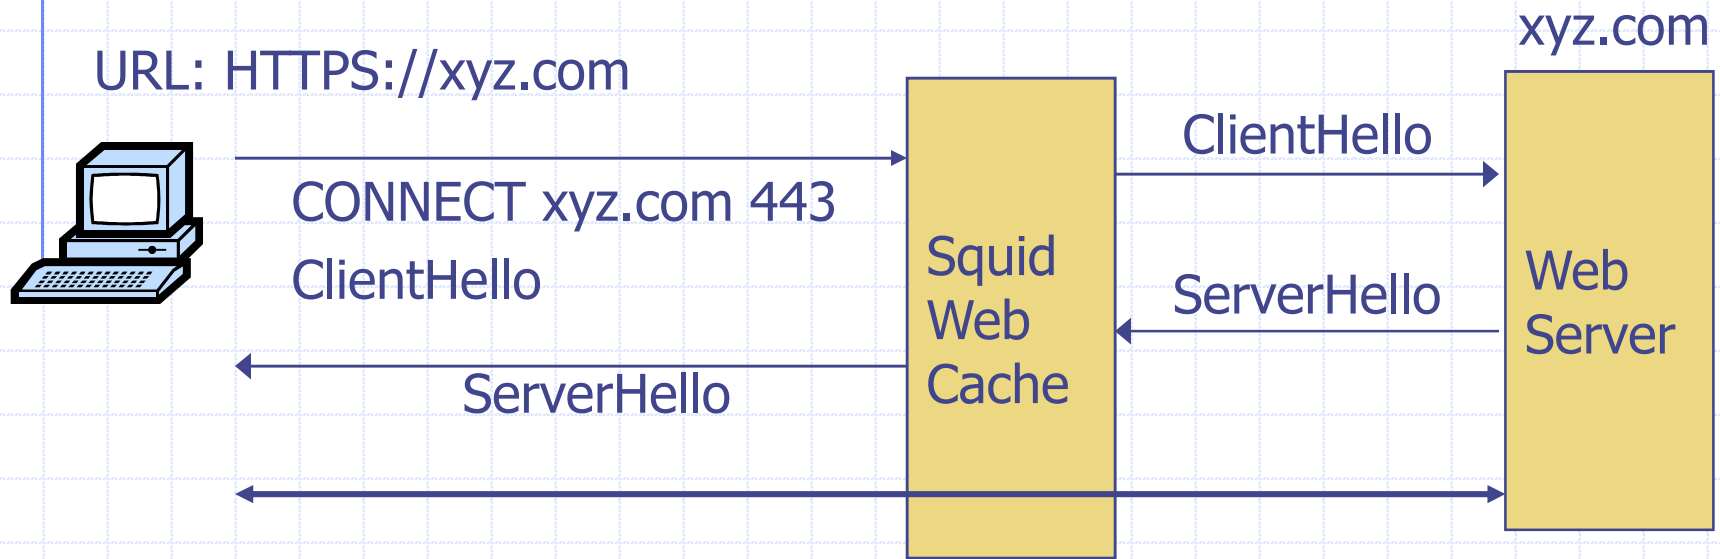 xyz.com
URL: HTTPS://xyz.com
CONNECT xyz.com 443
ClientHello
ServerHello
Squid
Web
Cache
ClientHello
ServerHello
Web
Server